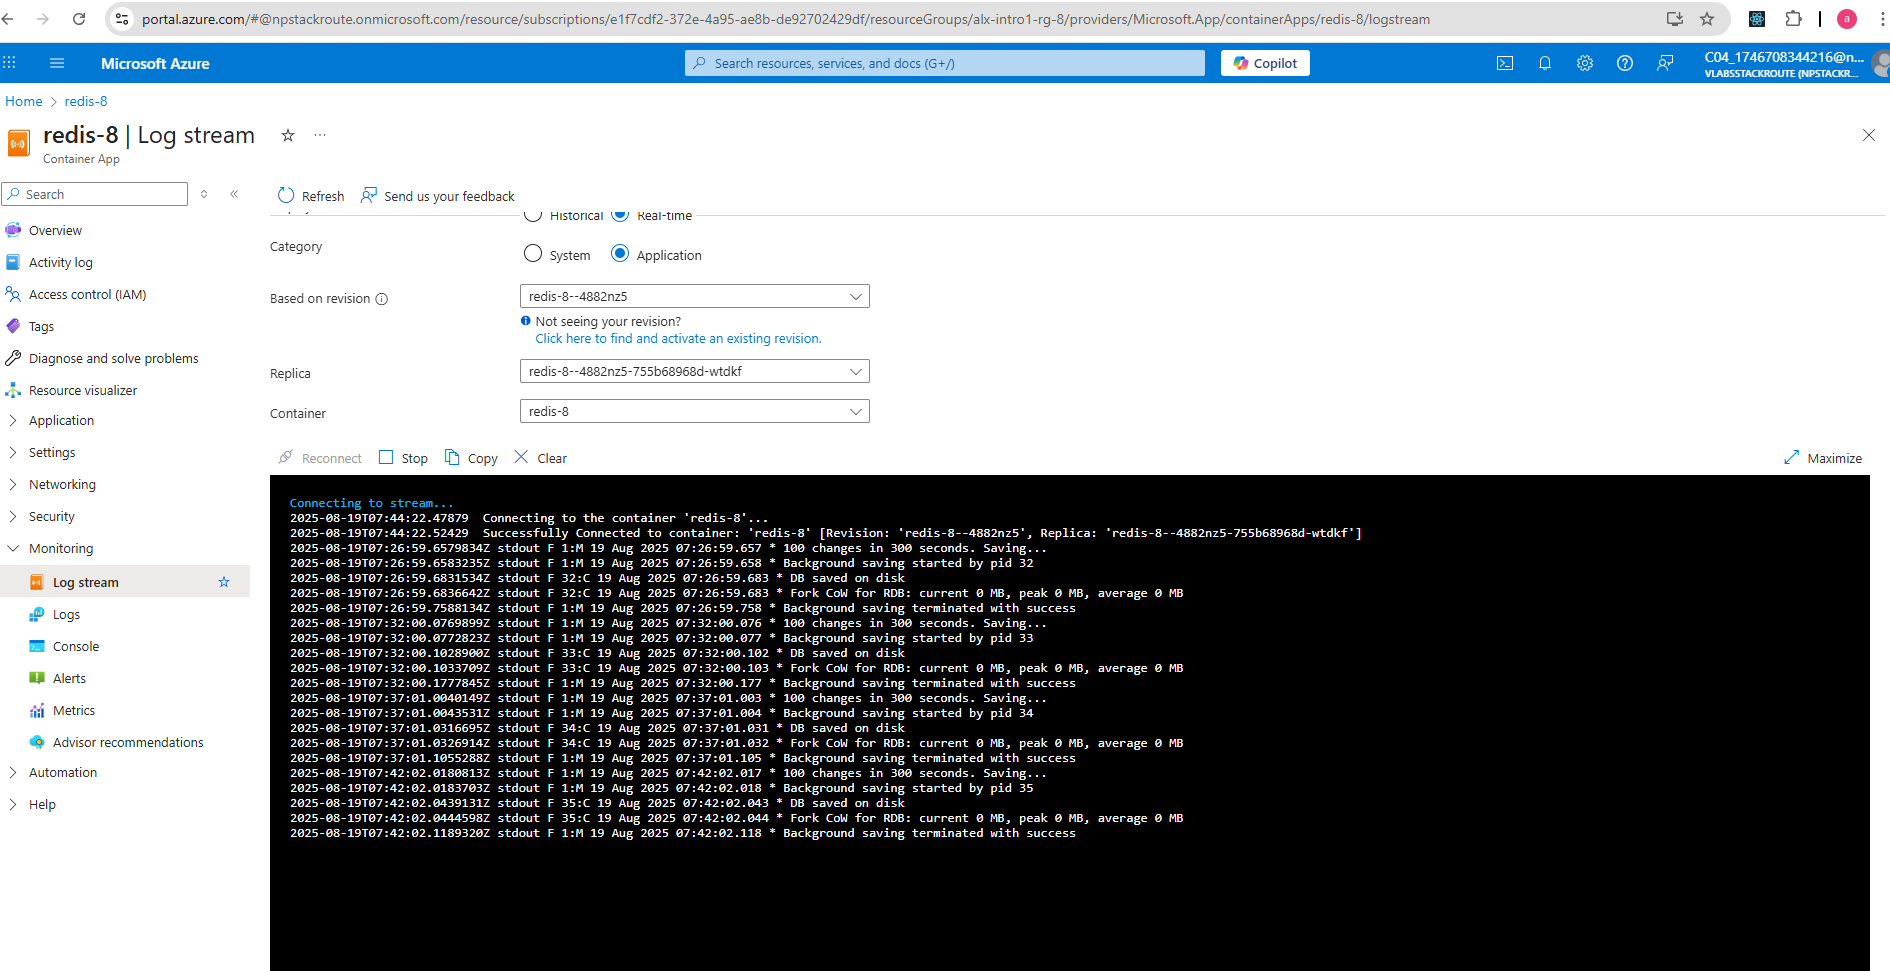 portal.azure.com/#@npstackroute.onmicrosoft.com/resource/subscriptions/e1f7cdf2-372e-4a95-ae8b-de92702429df/resourceGroups/alx-intro1-rg-8/providers/Microsoft.App/containerApps/redis-8/logstream
a
Microsoft Azure
Search resources, services, and docs (G+/)
Copilot
C04_1746708344216@n...
VLABSSTACKROUTE (NPSTACKR...
Home > redis-8
redis-8 | Log stream
Container App
Search
Refresh
Send us your feedback
Overview
Activity log
Access control (IAM)
Tags
Diagnose and solve problems
Resource visualizer
Application
Settings
Networking
Security
Monitoring
Log stream
Logs
Console
Alerts
Metrics
Advisor recommendations
Automation
Help
Historical Real-time
Category System Application
Based on revision redis-8--4882nz5
Not seeing your revision?
Click here to find and activate an existing revision.
Replica redis-8--4882nz5-755b68968d-wtdkf
Container redis-8
Reconnect Stop Copy Clear Maximize
Connecting to stream...
2025-08-19T07:44:22.47879 Connecting to the container 'redis-8'...
2025-08-19T07:44:22.52429 Successfully Connected to container: 'redis-8' [Revision: 'redis-8--4882nz5', Replica: 'redis-8--4882nz5-755b68968d-wtdkf']
2025-08-19T07:26:59.6579834Z stdout F 1:M 19 Aug 2025 07:26:59.657 * 100 changes in 300 seconds. Saving...
2025-08-19T07:26:59.6583235Z stdout F 1:M 19 Aug 2025 07:26:59.658 * Background saving started by pid 32
2025-08-19T07:26:59.6831534Z stdout F 32:C 19 Aug 2025 07:26:59.683 * DB saved on disk
2025-08-19T07:26:59.6836642Z stdout F 32:C 19 Aug 2025 07:26:59.683 * Fork CoW for RDB: current 0 MB, peak 0 MB, average 0 MB
2025-08-19T07:26:59.7588134Z stdout F 1:M 19 Aug 2025 07:26:59.758 * Background saving terminated with success
2025-08-19T07:32:00.0769899Z stdout F 1:M 19 Aug 2025 07:32:00.076 * 100 changes in 300 seconds. Saving...
2025-08-19T07:32:00.0772823Z stdout F 1:M 19 Aug 2025 07:32:00.077 * Background saving started by pid 33
2025-08-19T07:32:00.1028900Z stdout F 33:C 19 Aug 2025 07:32:00.102 * DB saved on disk
2025-08-19T07:32:00.1033709Z stdout F 33:C 19 Aug 2025 07:32:00.103 * Fork CoW for RDB: current 0 MB, peak 0 MB, average 0 MB
2025-08-19T07:32:00.1777845Z stdout F 1:M 19 Aug 2025 07:32:00.177 * Background saving terminated with success
2025-08-19T07:37:01.0040149Z stdout F 1:M 19 Aug 2025 07:37:01.003 * 100 changes in 300 seconds. Saving...
2025-08-19T07:37:01.0043531Z stdout F 1:M 19 Aug 2025 07:37:01.004 * Background saving started by pid 34
2025-08-19T07:37:01.0316695Z stdout F 34:C 19 Aug 2025 07:37:01.031 * DB saved on disk
2025-08-19T07:37:01.0326914Z stdout F 34:C 19 Aug 2025 07:37:01.032 * Fork CoW for RDB: current 0 MB, peak 0 MB, average 0 MB
2025-08-19T07:37:01.1055288Z stdout F 1:M 19 Aug 2025 07:37:01.105 * Background saving terminated with success
2025-08-19T07:42:02.0180813Z stdout F 1:M 19 Aug 2025 07:42:02.017 * 100 changes in 300 seconds. Saving...
2025-08-19T07:42:02.0183703Z stdout F 1:M 19 Aug 2025 07:42:02.018 * Background saving started by pid 35
2025-08-19T07:42:02.0439131Z stdout F 35:C 19 Aug 2025 07:42:02.043 * DB saved on disk
2025-08-19T07:42:02.0444598Z stdout F 35:C 19 Aug 2025 07:42:02.044 * Fork CoW for RDB: current 0 MB, peak 0 MB, average 0 MB
2025-08-19T07:42:02.1189320Z stdout F 1:M 19 Aug 2025 07:42:02.118 * Background saving terminated with success